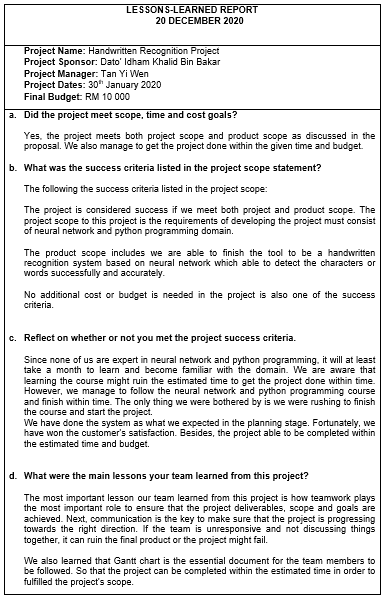 LESSONS-LEARNED REPORT
20 DECEMBER 2020
Project Name: Handwritten Recognition Project
Project Sponsor: Dato' Idham Khalid Bin Bakar
Project Manager: Tan Yi Wen
Project Dates: 30th January 2020
Final Budget: RM 10 000
a. Did the project meet scope, time and cost goals?
Yes, the project meets both project scope and product scope as discussed in the
proposal. We also manage to get the project done within the given time and budget.
b. What was the success criteria listed in the project scope statement?
The following the success criteria listed in the project scope:
The project is considered success if we meet both project and product scope. The
project scope to this project is the requirements of developing the project must consist
of neural network and python programming domain.
The product scope includes we are able to finish the tool to be a handwritten
recognition system based on neural network which able to detect the characters or
words successfully and accurately.
No additional cost or budget is needed in the project is also one of the success
criteria.
c. Reflect on whether or not you met the project success criteria.
Since none of us are expert in neural network and python programming, it will at least
take a month to learn and become familiar with the domain. We are aware that
learning the course might ruin the estimated time to get the project done within time.
However, we manage to follow the neural network and python programming course
and finish within time. The only thing we were bothered by is we were rushing to finish
the course and start the project.
We have done the system as what we expected in the planning stage. Fortunately, we
have won the customer's satisfaction. Besides, the project able to be completed within
the estimated time and budget.
d. What were the main lessons your team learned from this project?
The most important lesson our team learned from this project is how teamwork plays
the most important role to ensure that the project deliverables, scope and goals are
achieved. Next, communication is the key to make sure that the project is progressing
towards the right direction. If the team is unresponsive and not discussing things
together, it can ruin the final product or the project might fail.
We also learned that Gantt chart is the essential document for the team members to
be followed. So that the project can be completed within the estimated time in order to
fulfilled the project's scope.